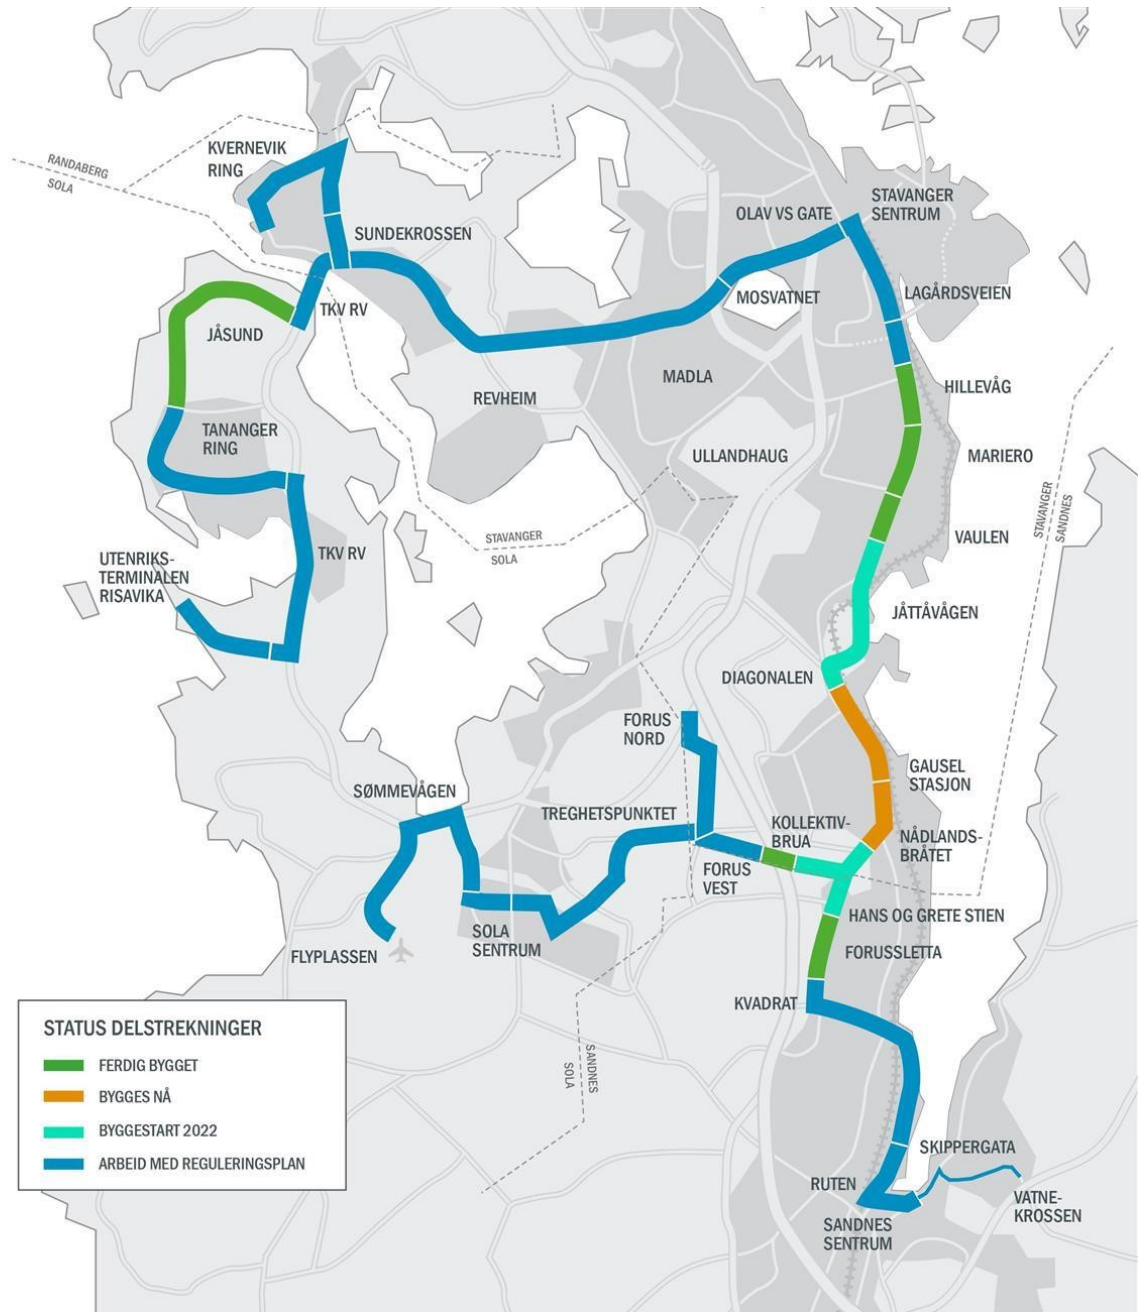 KVERNEVIK
RING
RANDABERG
SOLA
OLAV VS GATE
STAVANGER
SENTRUM
SUNDEKROSSEN
MOSVATNET
LAGÅRDSVEIEN
TKV RV
JÅSUND
MADLA
HILLEVÅG
REVHEIM
TANANGER
RING
ULLANDHAUG
MARIERO
STAVANGER
SANDNES
STAVANGER
SOLA
VAULEN
TKV RV
UTENRIKS-
TERMINALEN
RISAVIKA
JÅTTÅVÅGEN
DIAGONALEN
FORUS
NORD
GAUSEL
STASJON
SØMMEVÅGEN
TREGHETSPUNKTET
KOLLEKTIV-
BRUA
NÅDLANDS-
BRÅTET
FORUS
VEST
HANS OG GRETE STIEN
SOLA
SENTRUM
FLYPLASSEN
FORUSSLETTA
KVADRAT
STATUS DELSTREKNINGER
FERDIG BYGGET
BYGGES NÅ
BYGGESTART 2022
ARBEID MED REGULERINGSPLAN
SANDNES
SOLA
SKIPPERGATA
RUTEN
VATNE-
KROSSEN
SANDNES
SENTRUM